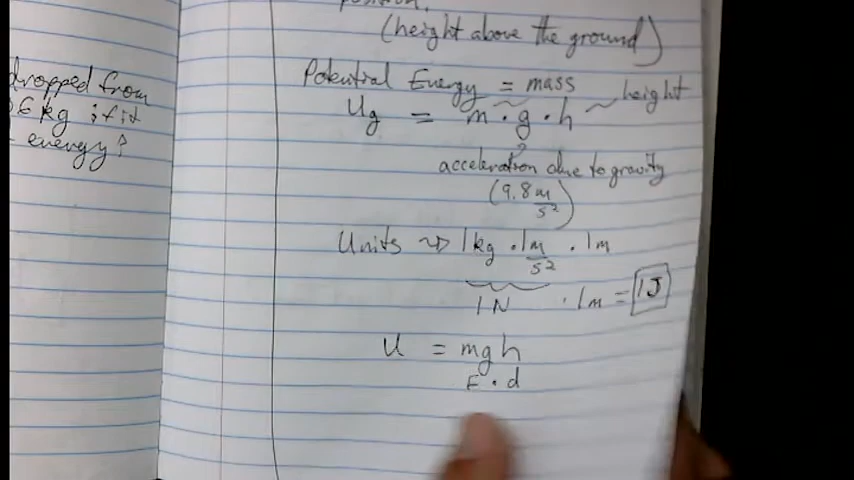 dropped from
6 kg if it
energy?
position.
(height above the ground)
Potential Energy = mass
Ug = m · g · h ~ height
acceleration due to gravity
(9.8 m/s²)
Units ~> 1kg · 1m/s² · 1m
1N · 1m = 1J
U = mgh
F · d